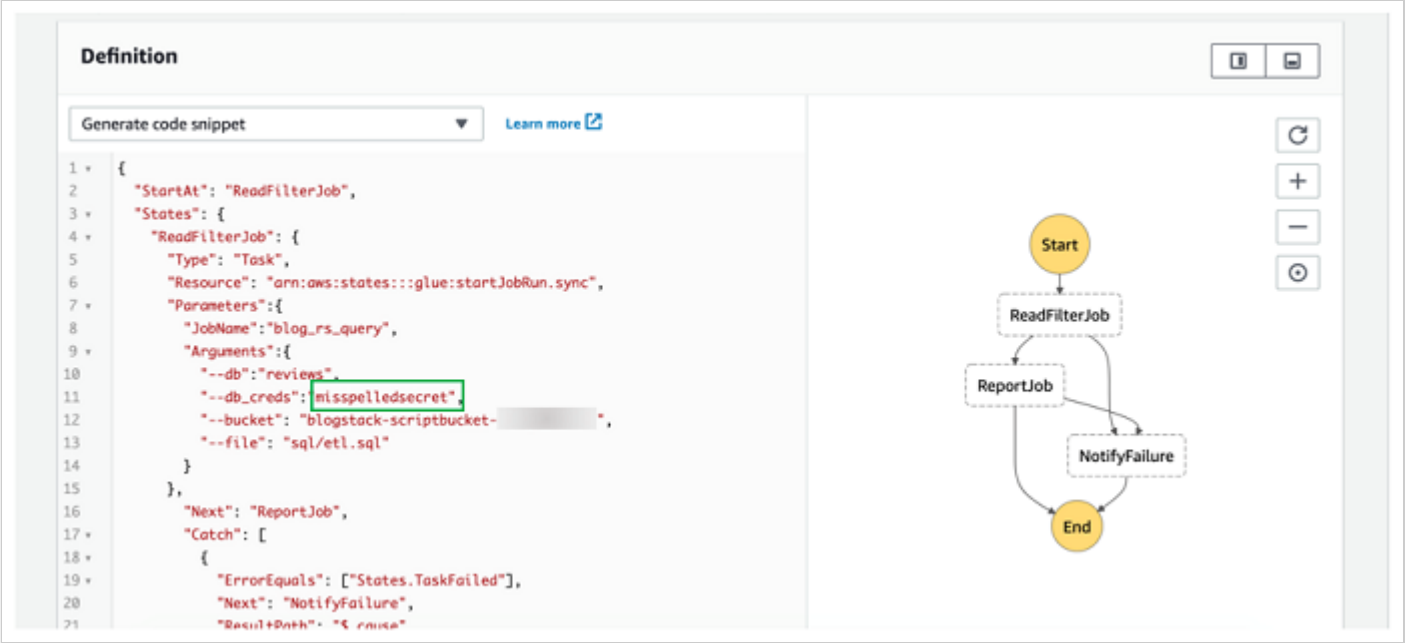 Definition
Generate code snippet
Learn more
1 {
2 "StartAt": "ReadFilterJob",
3 "States": {
4 "ReadFilterJob": {
5 "Type": "Task",
6 "Resource": "arn:aws:states:::glue:startJobRun.sync",
7 "Parameters":{
8 "JobName":"blog_rs_query",
9 "Arguments":{
10 "--db":"reviews",
11 "--db_creds":"misspelledsecret",
12 "--bucket": "blogstack-scriptbucket- ",
13 "--file": "sql/etl.sql"
14 }
15 },
16 "Next": "ReportJob",
17 "Catch": [
18 {
19 "ErrorEquals": ["States.TaskFailed"],
20 "Next": "NotifyFailure",
21 "ResultPath": "$.cause"
Start
ReadFilterJob
ReportJob
NotifyFailure
End